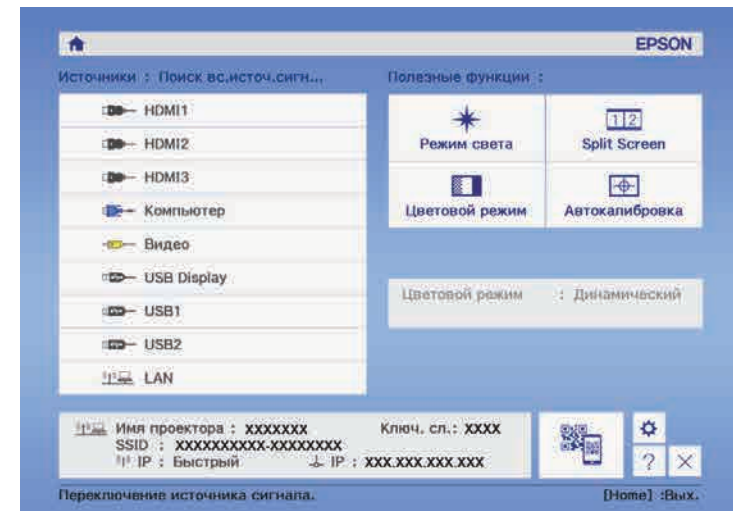 EPSON
Источники : Поиск вс.источ.сигн...
HDMI1
HDMI2
HDMI3
Компьютер
Видео
USB Display
USB1
USB2
LAN
Полезные функции :
Режим света
1 2
Split Screen
Цветовой режим
Автокалибровка
Цветовой режим : Динамический
Имя проектора : XXXXXXX Ключ. сл.: XXXX
SSID : XXXXXXXXXX-XXXXXXXX
IP : Быстрый IP : XXX.XXX.XXX.XXX
?
Переключение источника сигнала. [Home] :Вых.